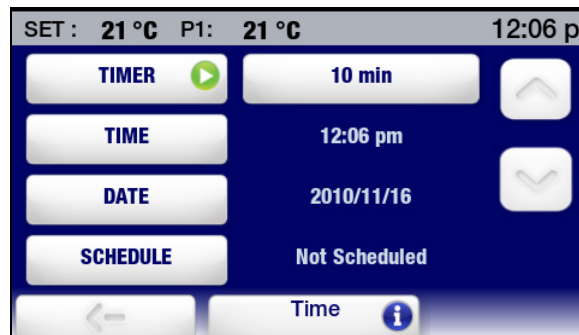 SET : 21 °C P1: 21 °C 12:06 p
TIMER 10 min
TIME 12:06 pm
DATE 2010/11/16
SCHEDULE Not Scheduled
Time